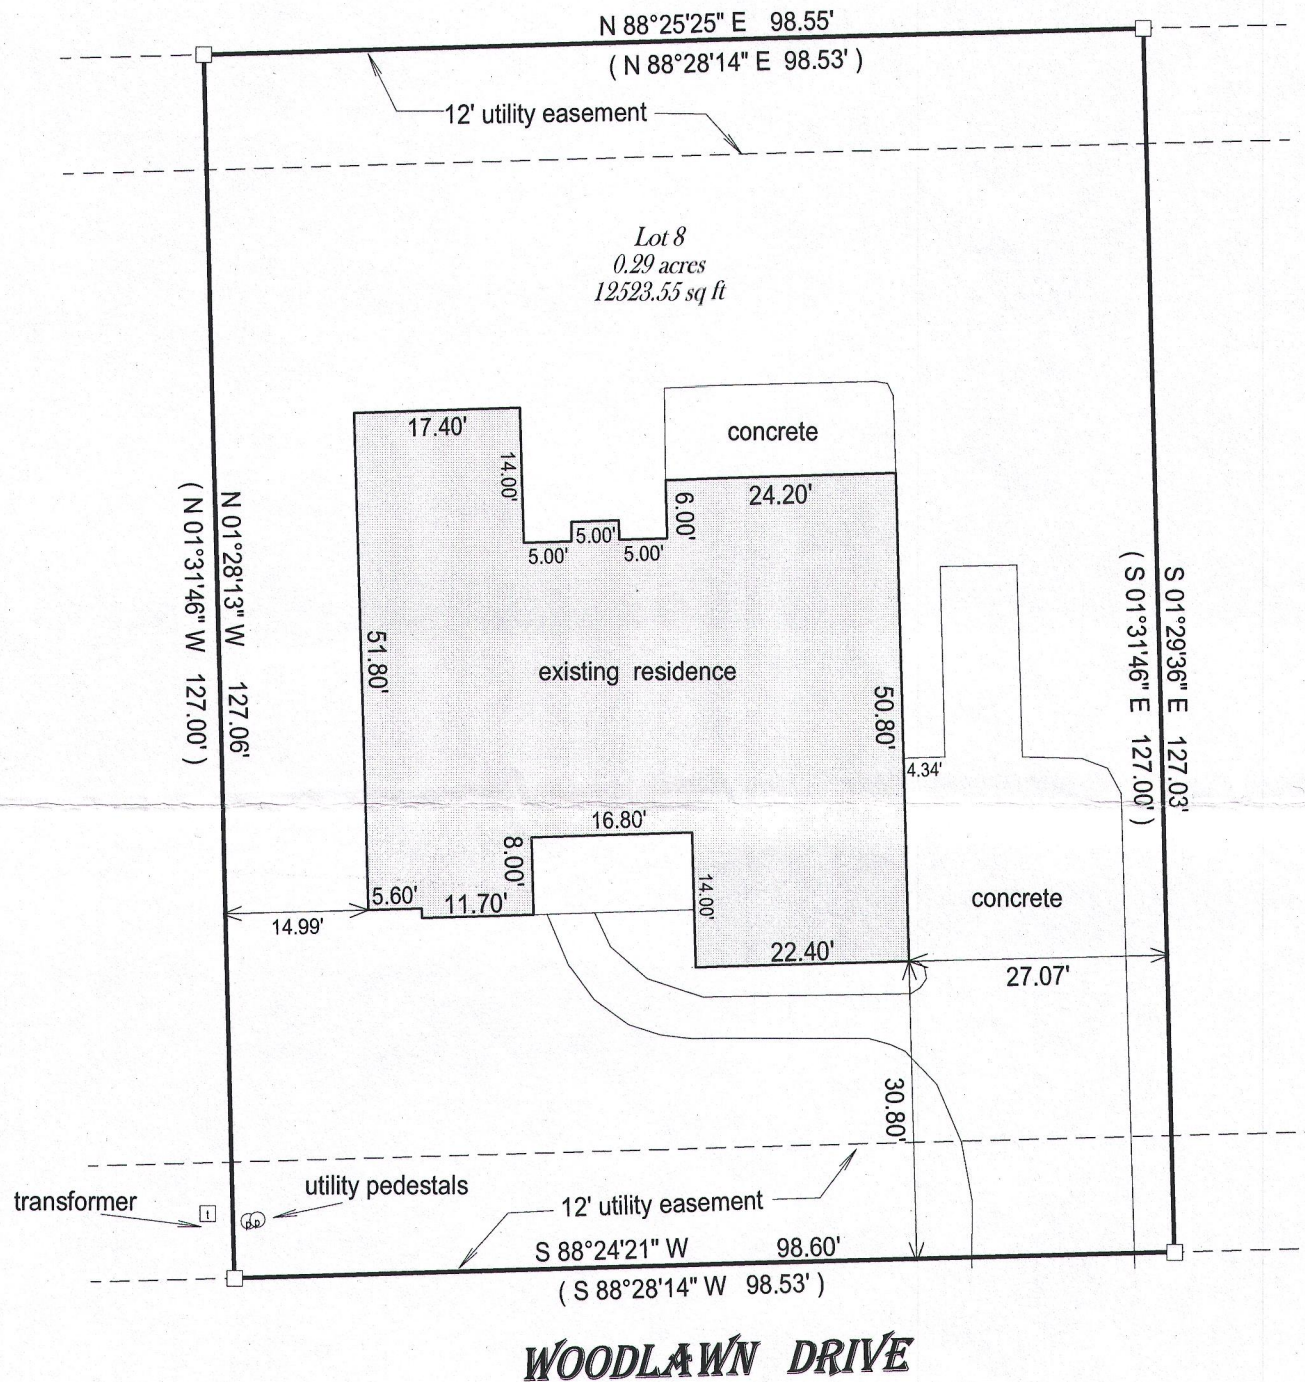 N 88°25'25" E 98.55'
( N 88°28'14" E 98.53' )
12' utility easement
Lot 8
0.29 acres
12523.55 sq ft
17.40'
14.00'
concrete
24.20'
6.00'
5.00'
5.00'
5.00'
N 01°28'13" W 127.06'
( N 01°31'46" W 127.00' )
S 01°29'36" E 127.03'
( S 01°31'46" E 127.00' )
51.80'
existing residence
50.80'
4.34'
16.80'
8.00'
14.00'
5.60'
11.70'
14.99'
concrete
22.40'
27.07'
30.80'
transformer
t
p p
utility pedestals
12' utility easement
S 88°24'21" W 98.60'
( S 88°28'14" W 98.53' )
WOODLAWN DRIVE